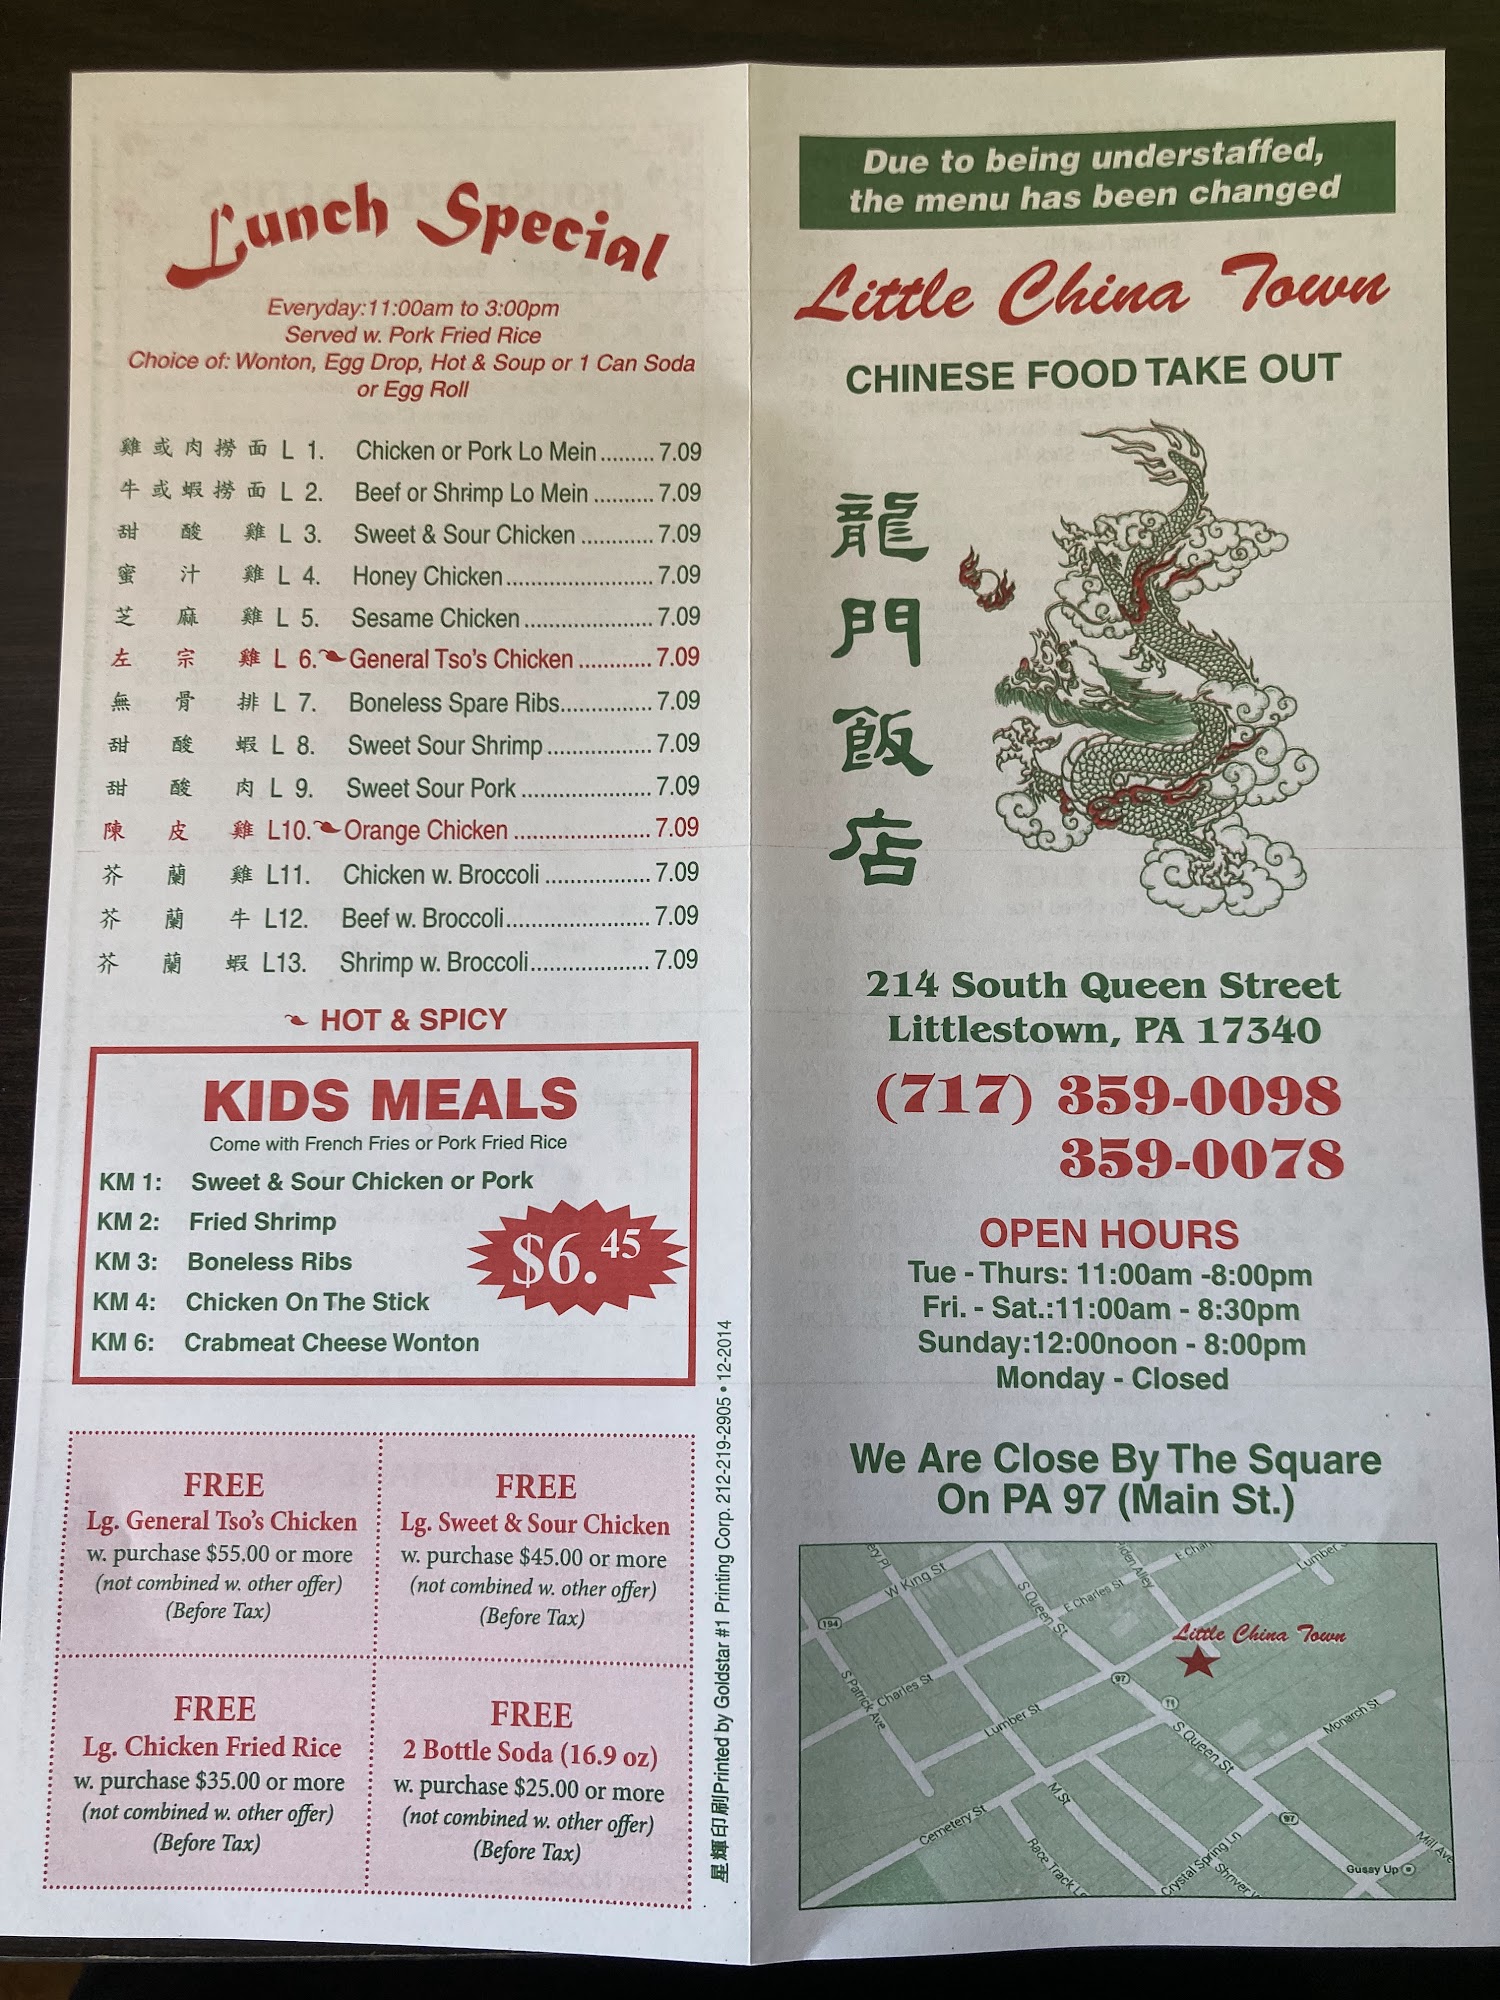 Lunch Special
Everyday:11:00am to 3:00pm
Served w. Pork Fried Rice
Choice of: Wonton, Egg Drop, Hot & Soup or 1 Can Soda
or Egg Roll
雞或肉撈面 L 1. Chicken or Pork Lo Mein......... 7.09
牛或蝦撈面 L 2. Beef or Shrimp Lo Mein .......... 7.09
甜酸雞 L 3. Sweet & Sour Chicken ............ 7.09
蜜汁雞 L 4. Honey Chicken........................ 7.09
芝麻雞 L 5. Sesame Chicken ..................... 7.09
左宗雞 L 6. General Tso's Chicken ............ 7.09
無骨排 L 7. Boneless Spare Ribs............... 7.09
甜酸蝦 L 8. Sweet Sour Shrimp ................. 7.09
甜酸肉 L 9. Sweet Sour Pork ..................... 7.09
陳皮雞 L10. Orange Chicken ...................... 7.09
芥蘭雞 L11. Chicken w. Broccoli ................. 7.09
芥蘭牛 L12. Beef w. Broccoli....................... 7.09
芥蘭蝦 L13. Shrimp w. Broccoli.................... 7.09
HOT & SPICY
KIDS MEALS
Come with French Fries or Pork Fried Rice
KM 1: Sweet & Sour Chicken or Pork
KM 2: Fried Shrimp
KM 3: Boneless Ribs
KM 4: Chicken On The Stick
KM 6: Crabmeat Cheese Wonton
$6.45
FREE
Lg. General Tso's Chicken
w. purchase $55.00 or more
(not combined w. other offer)
(Before Tax)
FREE
Lg. Sweet & Sour Chicken
w. purchase $45.00 or more
(not combined w. other offer)
(Before Tax)
FREE
Lg. Chicken Fried Rice
w. purchase $35.00 or more
(not combined w. other offer)
(Before Tax)
FREE
2 Bottle Soda (16.9 oz)
w. purchase $25.00 or more
(not combined w. other offer)
(Before Tax)
星輝印刷Printed by Goldstar #1 Printing Corp. 212-219-2905 • 12-2014
Due to being understaffed,
the menu has been changed
Little China Town
CHINESE FOOD TAKE OUT
龍門飯店
214 South Queen Street
Littlestown, PA 17340
(717) 359-0098
359-0078
OPEN HOURS
Tue - Thurs: 11:00am -8:00pm
Fri. - Sat.:11:00am - 8:30pm
Sunday:12:00noon - 8:00pm
Monday - Closed
We Are Close By The Square
On PA 97 (Main St.)
W King St
S Queen St
E Charles St
Alley
Lumber
194
Little China Town
S Patrick Ave
Charles St
97
Lumber St
S Queen St
Monarch St
M St
Cemetery St
97
Race Track
Crystal Spring Ln
Mill Ave
Gussy Up